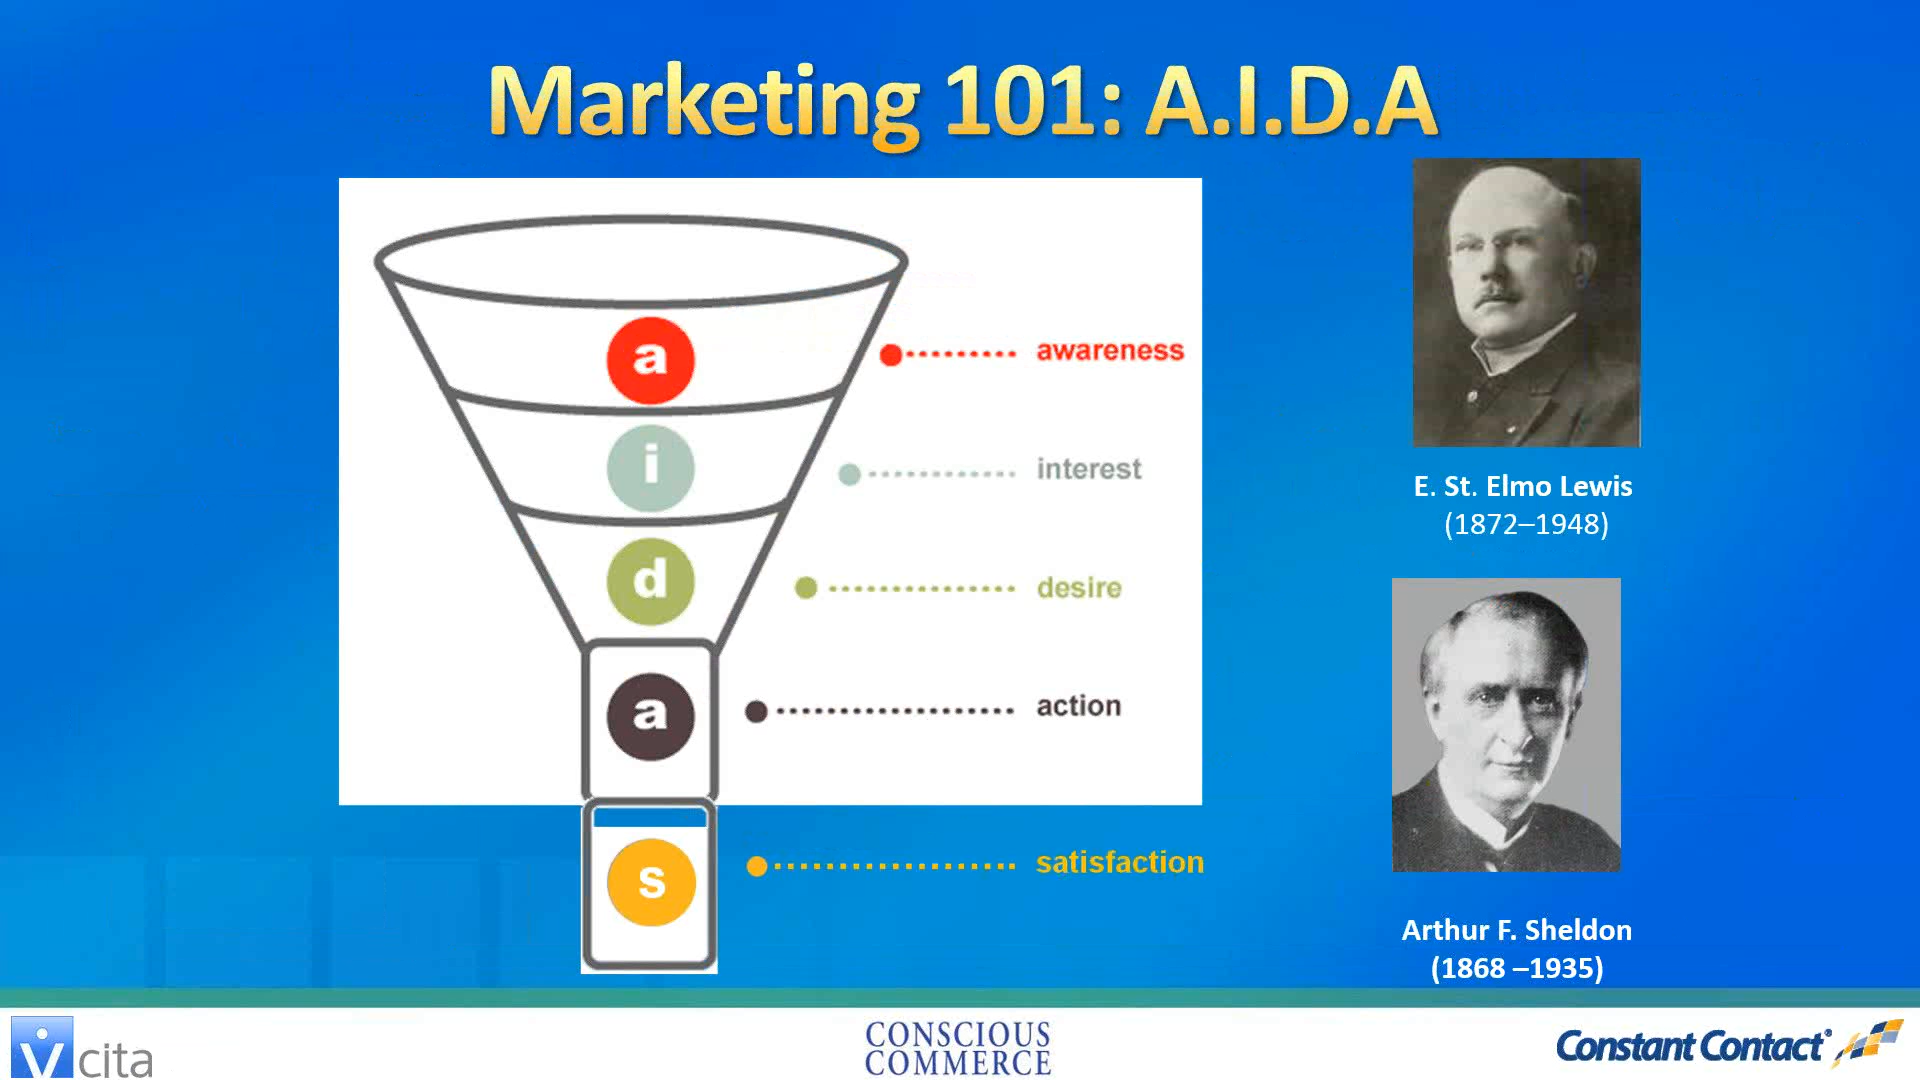 Marketing 101: A.I.D.A
a
awareness
i
interest
d
desire
a
action
s
satisfaction
E. St. Elmo Lewis
(1872–1948)
Arthur F. Sheldon
(1868 –1935)
vcita
CONSCIOUS
COMMERCE
Constant Contact®